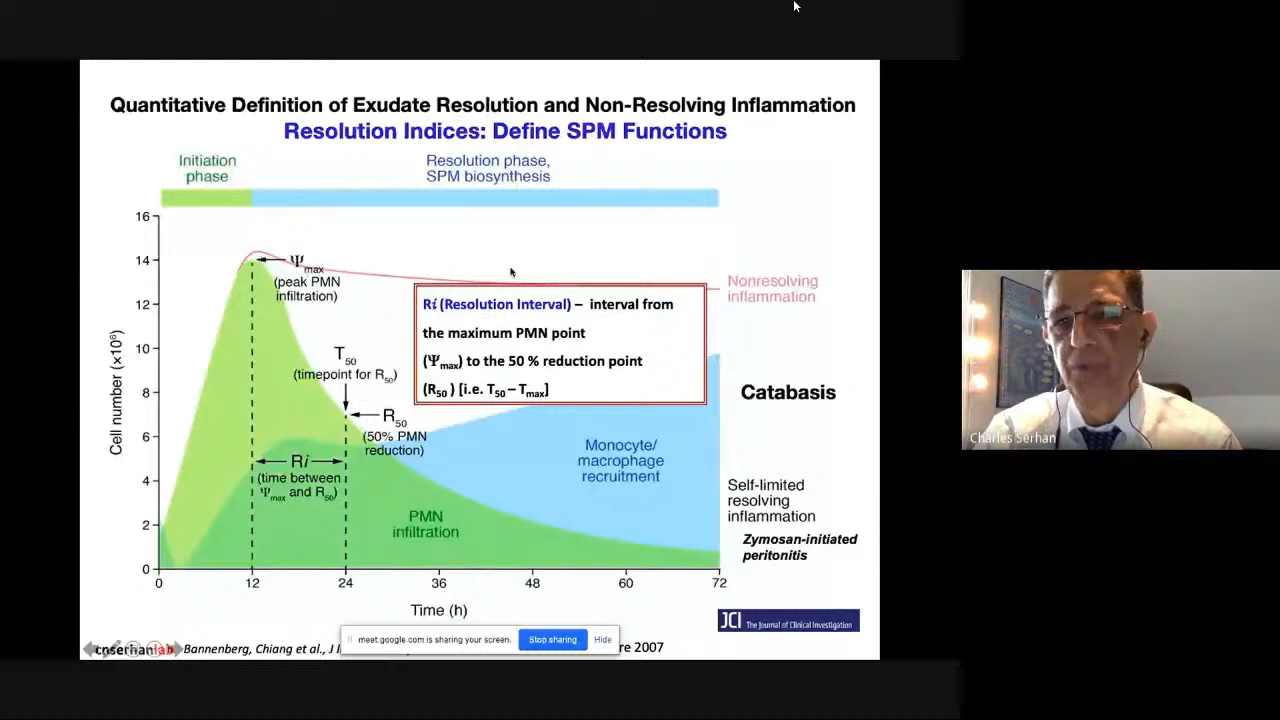 Quantitative Definition of Exudate Resolution and Non-Resolving Inflammation
Resolution Indices: Define SPM Functions
Initiation
phase
Resolution phase,
SPM biosynthesis
16
14
12
10
8
6
4
2
0
Cell number (×10⁶)
Ψmax
(peak PMN
infiltration)
T50
(timepoint for R50)
R50
(50% PMN
reduction)
Ri
(time between
Ψmax and R50)
Ri (Resolution Interval) – interval from
the maximum PMN point
(Ψmax) to the 50 % reduction point
(R50 ) [i.e. T50 – Tmax]
Nonresolving
inflammation
Catabasis
Monocyte/
macrophage
recruitment
PMN
infiltration
Self-limited
resolving
inflammation
Zymosan-initiated
peritonitis
0 12 24 36 48 60 72
Time (h)
JCI The Journal of Clinical Investigation
meet.google.com is sharing your screen. Stop sharing Hide
cnserhanlab Bannenberg, Chiang et al., J 2007
Charles Serhan